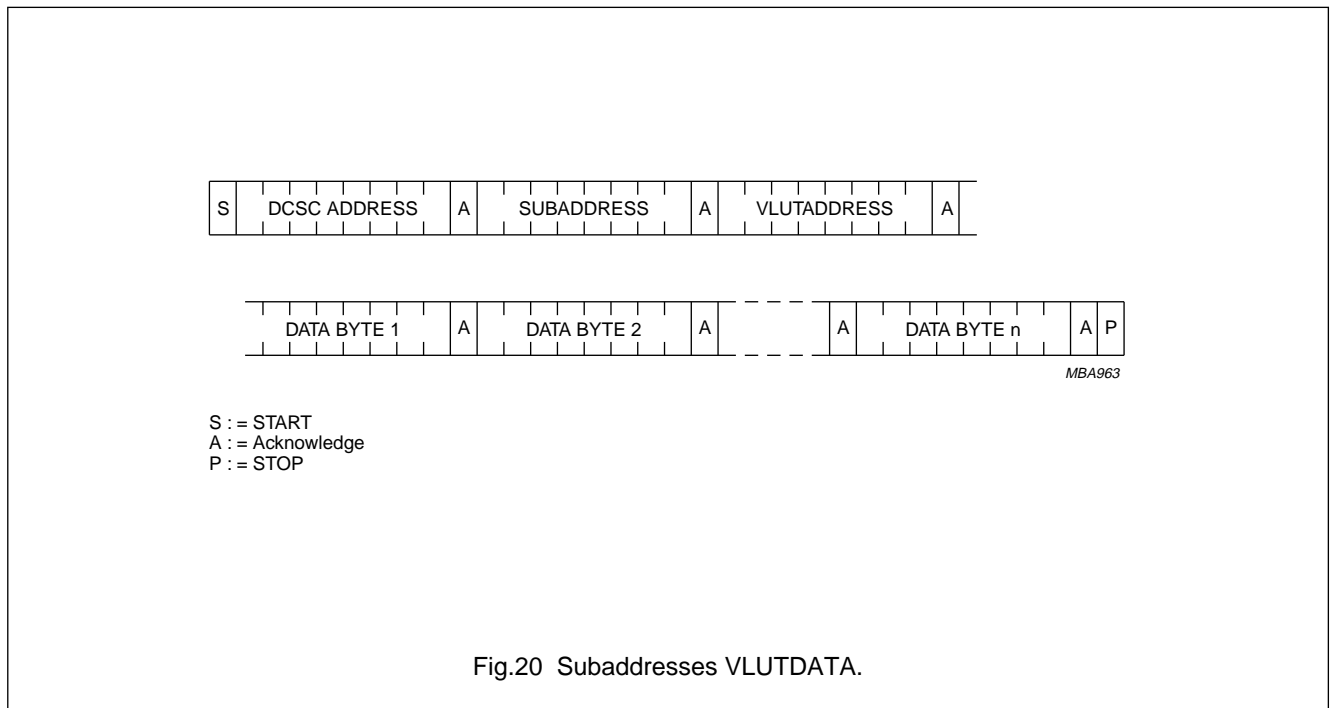 S DCSC ADDRESS A SUBADDRESS A VLUTADDRESS A
DATA BYTE 1 A DATA BYTE 2 A A DATA BYTE n A P
MBA963
S : = START
A : = Acknowledge
P : = STOP
Fig.20 Subaddresses VLUTDATA.